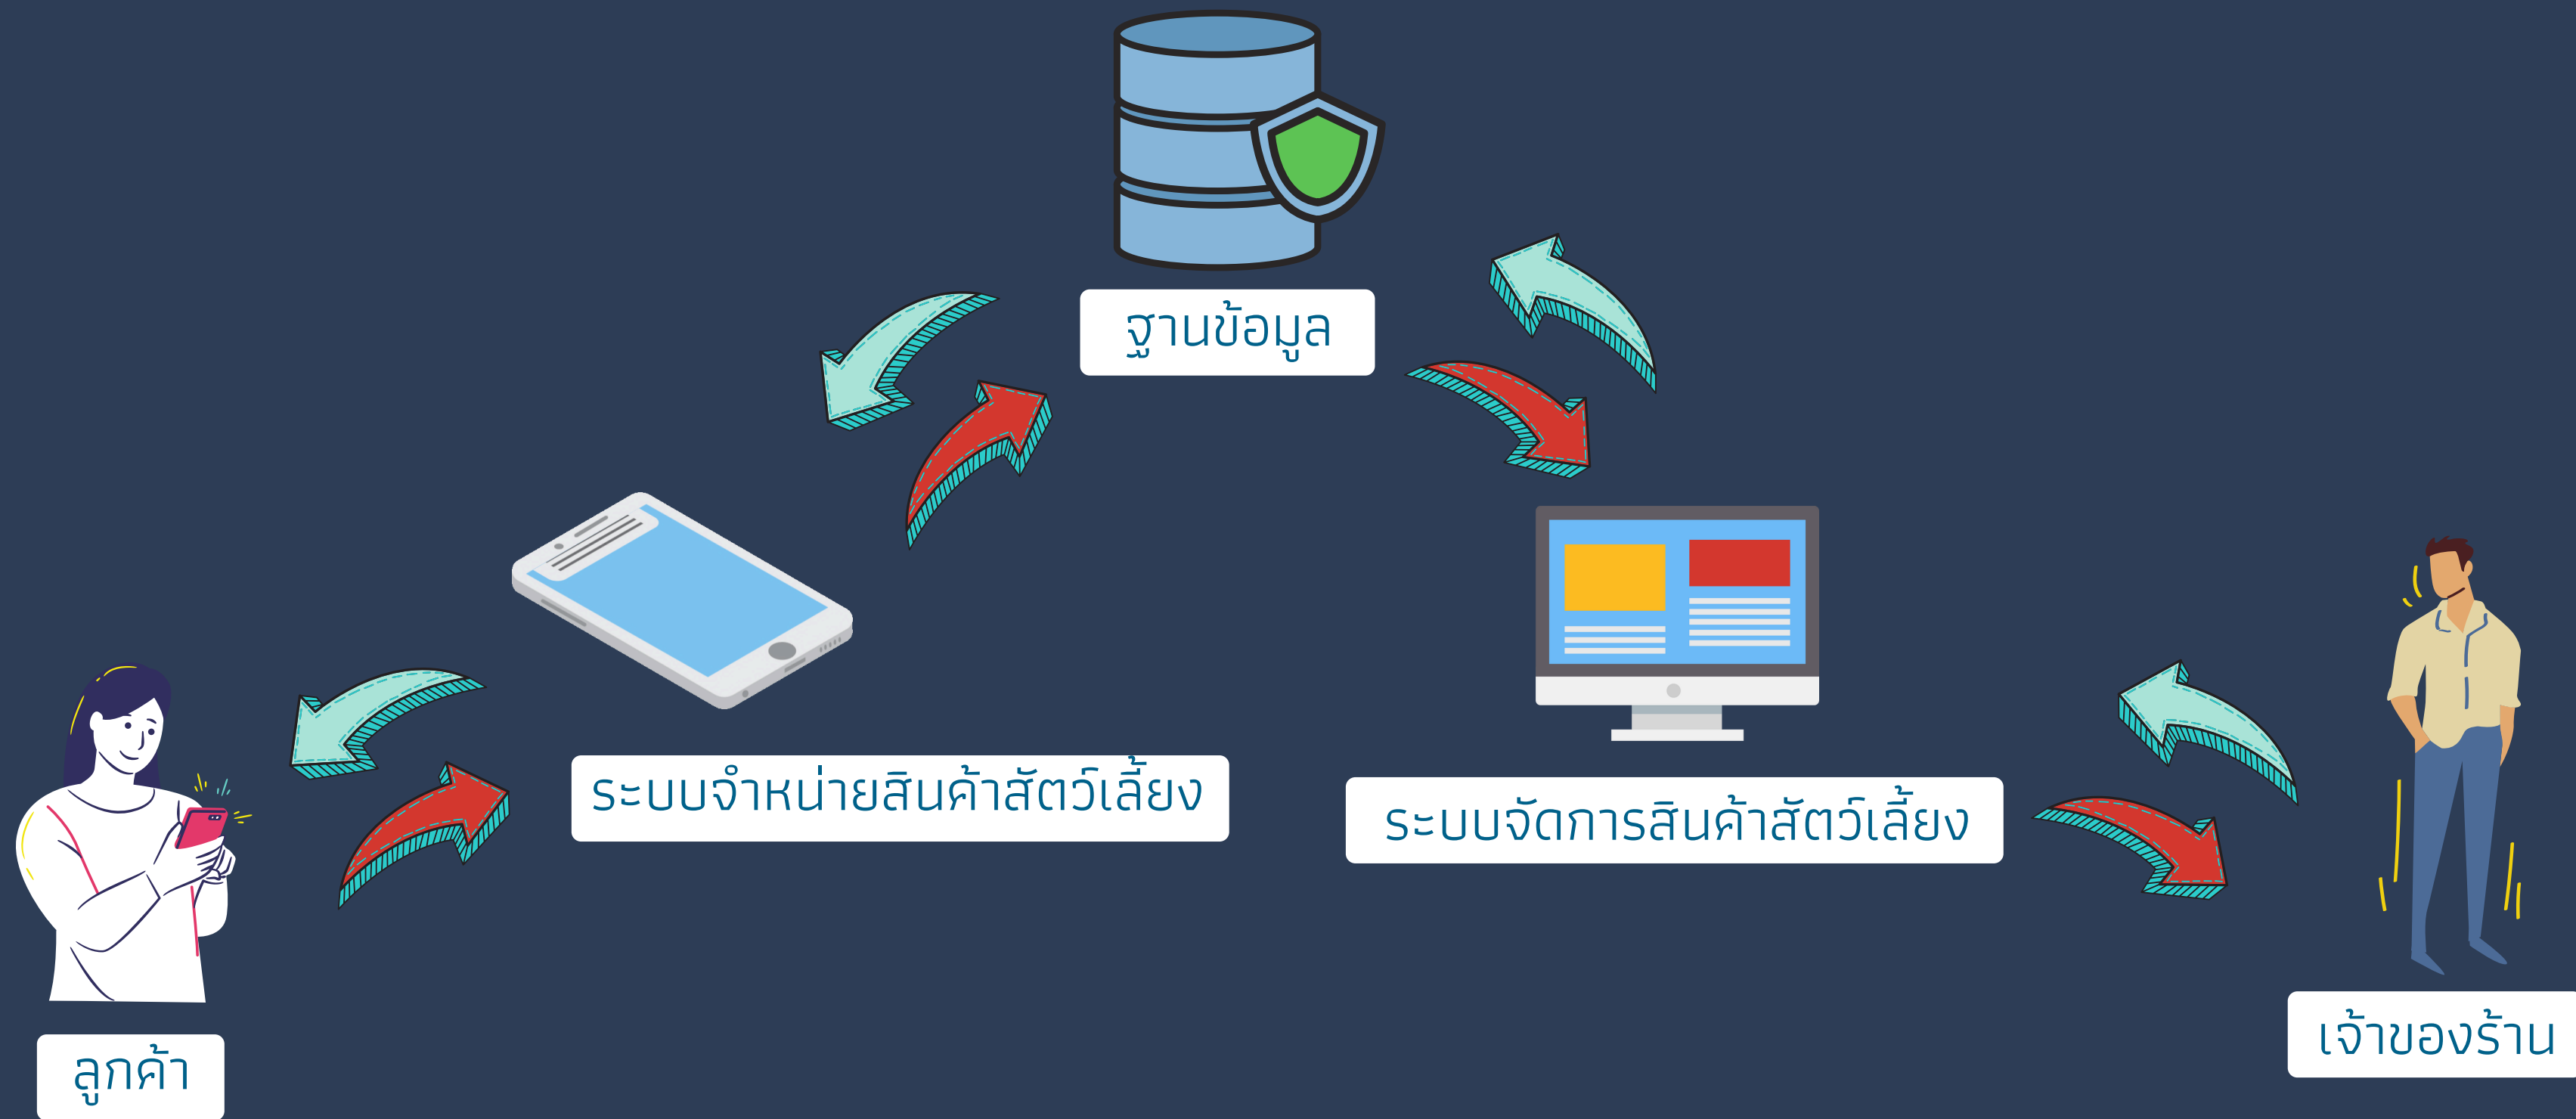 ฐานข้อมูล
ระบบจำหน่ายสินค้าสัตว์เลี้ยง
ระบบจัดการสินค้าสัตว์เลี้ยง
ลูกค้า
เจ้าของร้าน